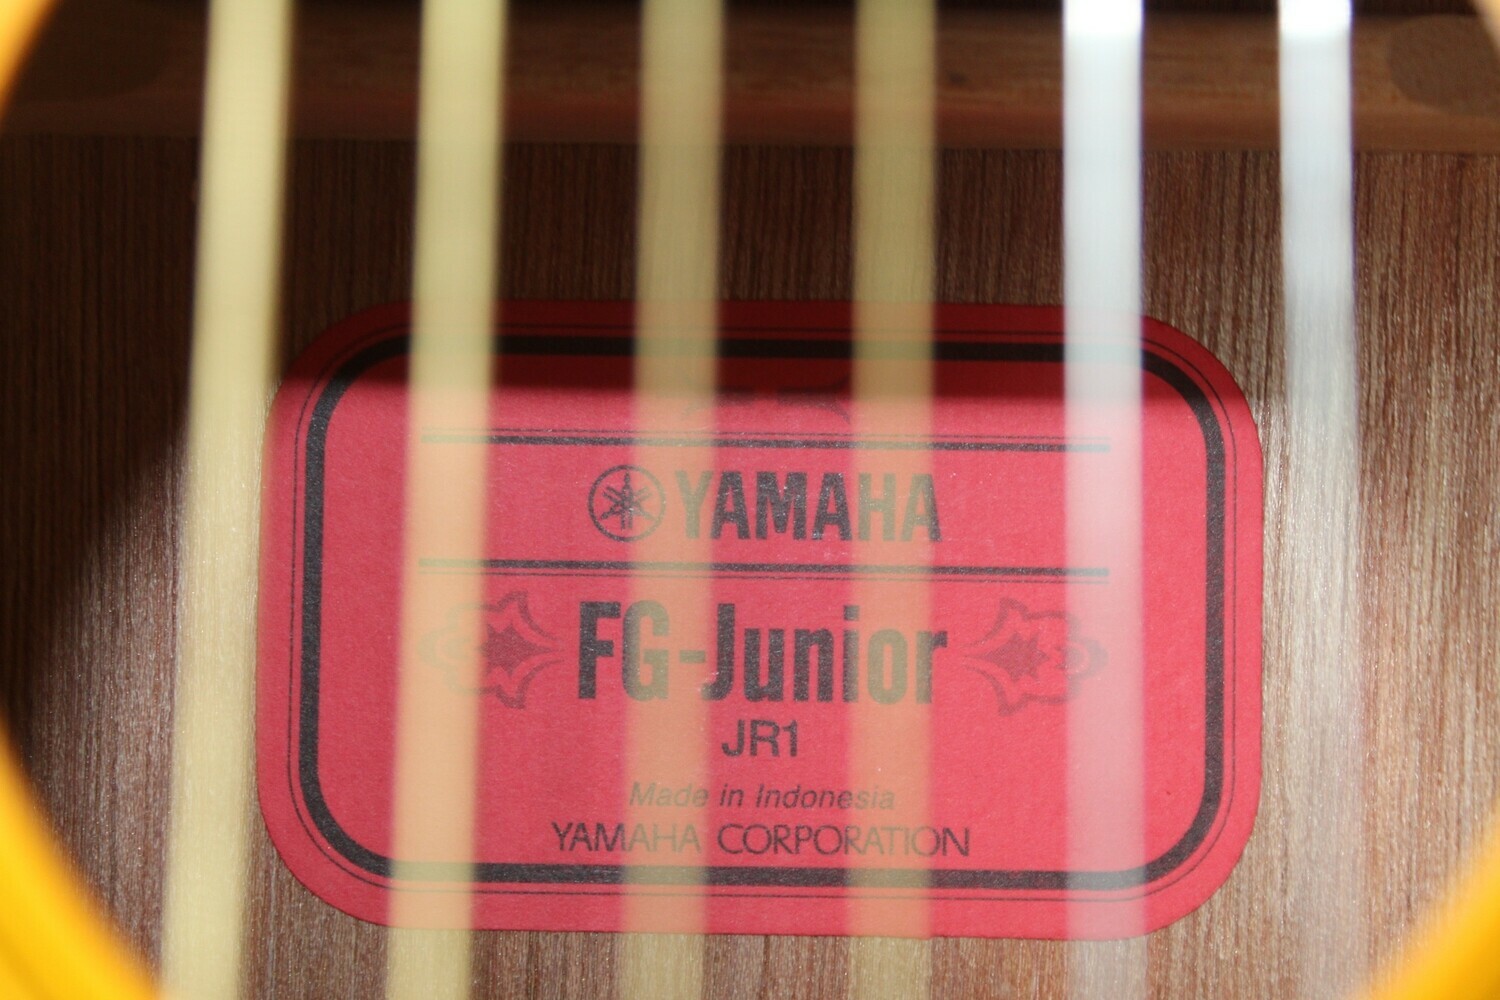 YAMAHA
FG-Junior
JR1
Made in Indonesia
YAMAHA CORPORATION